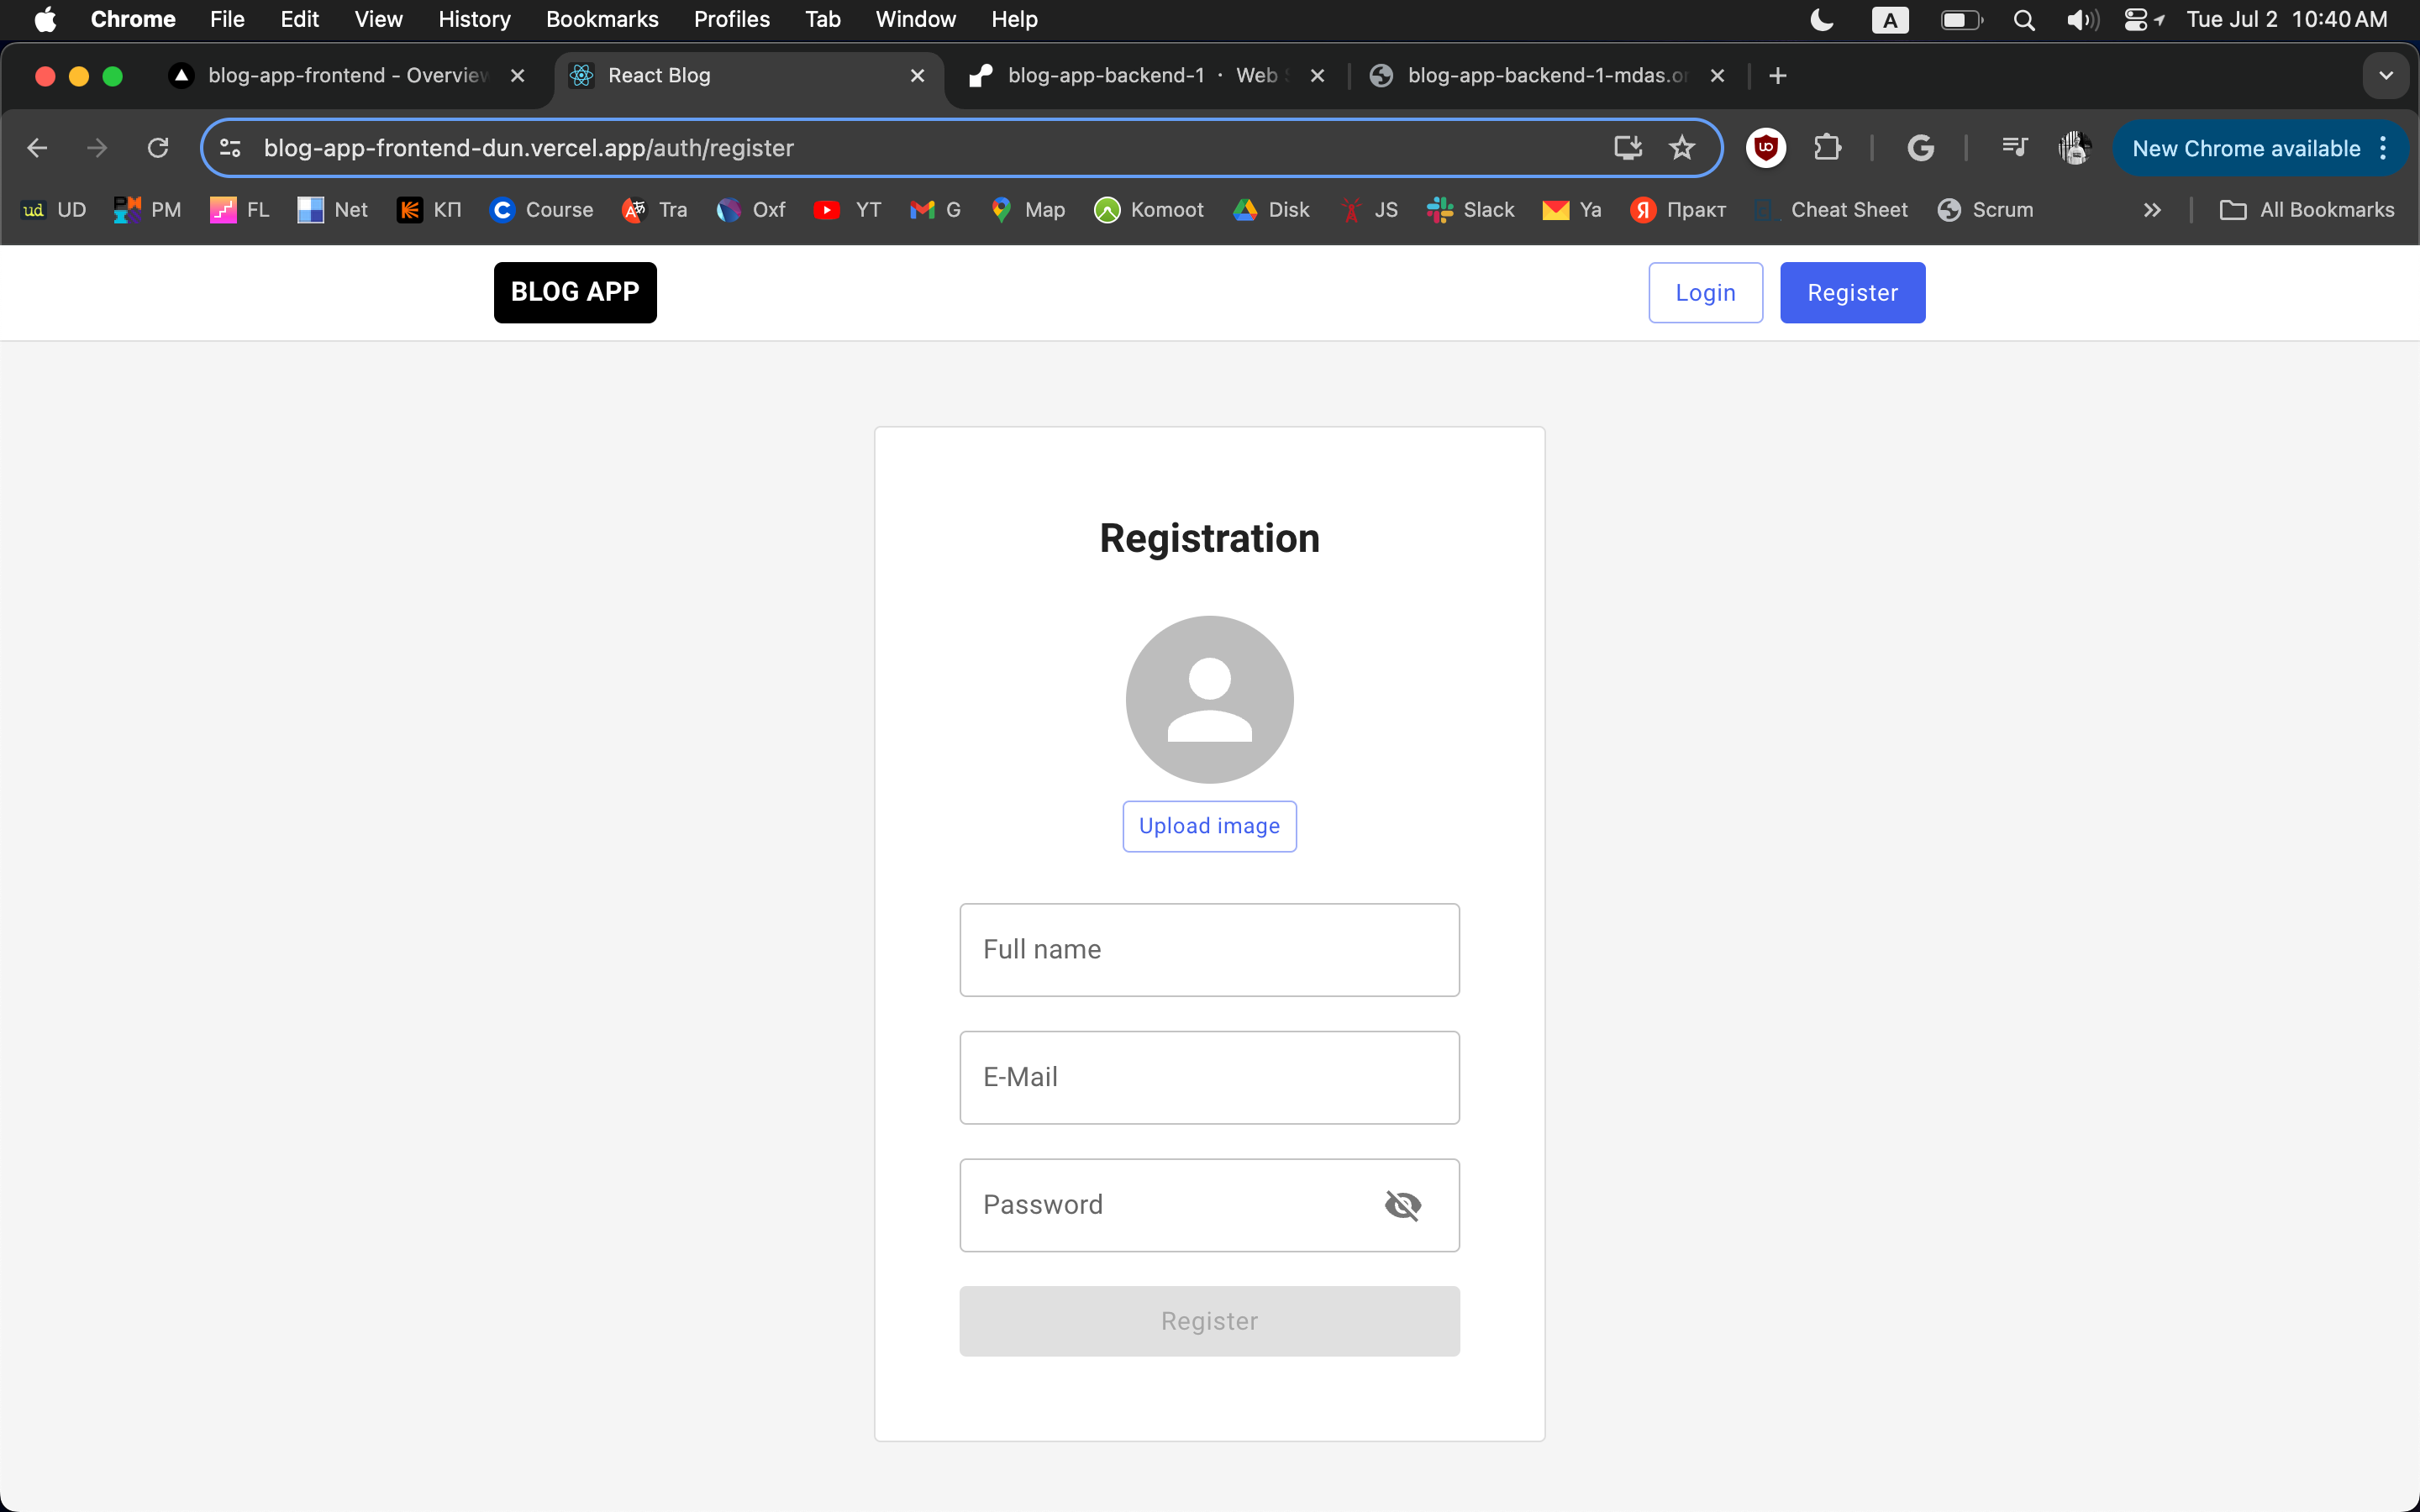 Chrome File Edit View History Bookmarks Profiles Tab Window Help A Tue Jul 2 10:40 AM
blog-app-frontend - Overview React Blog blog-app-backend-1 · Web blog-app-backend-1-mdas.or
blog-app-frontend-dun.vercel.app/auth/register New Chrome available
ud UD PM FL Net КП Course Tra Oxf YT G Map Komoot Disk JS Slack Ya Практ Cheat Sheet Scrum All Bookmarks
BLOG APP Login Register
Registration
Upload image
Full name
E-Mail
Password
Register